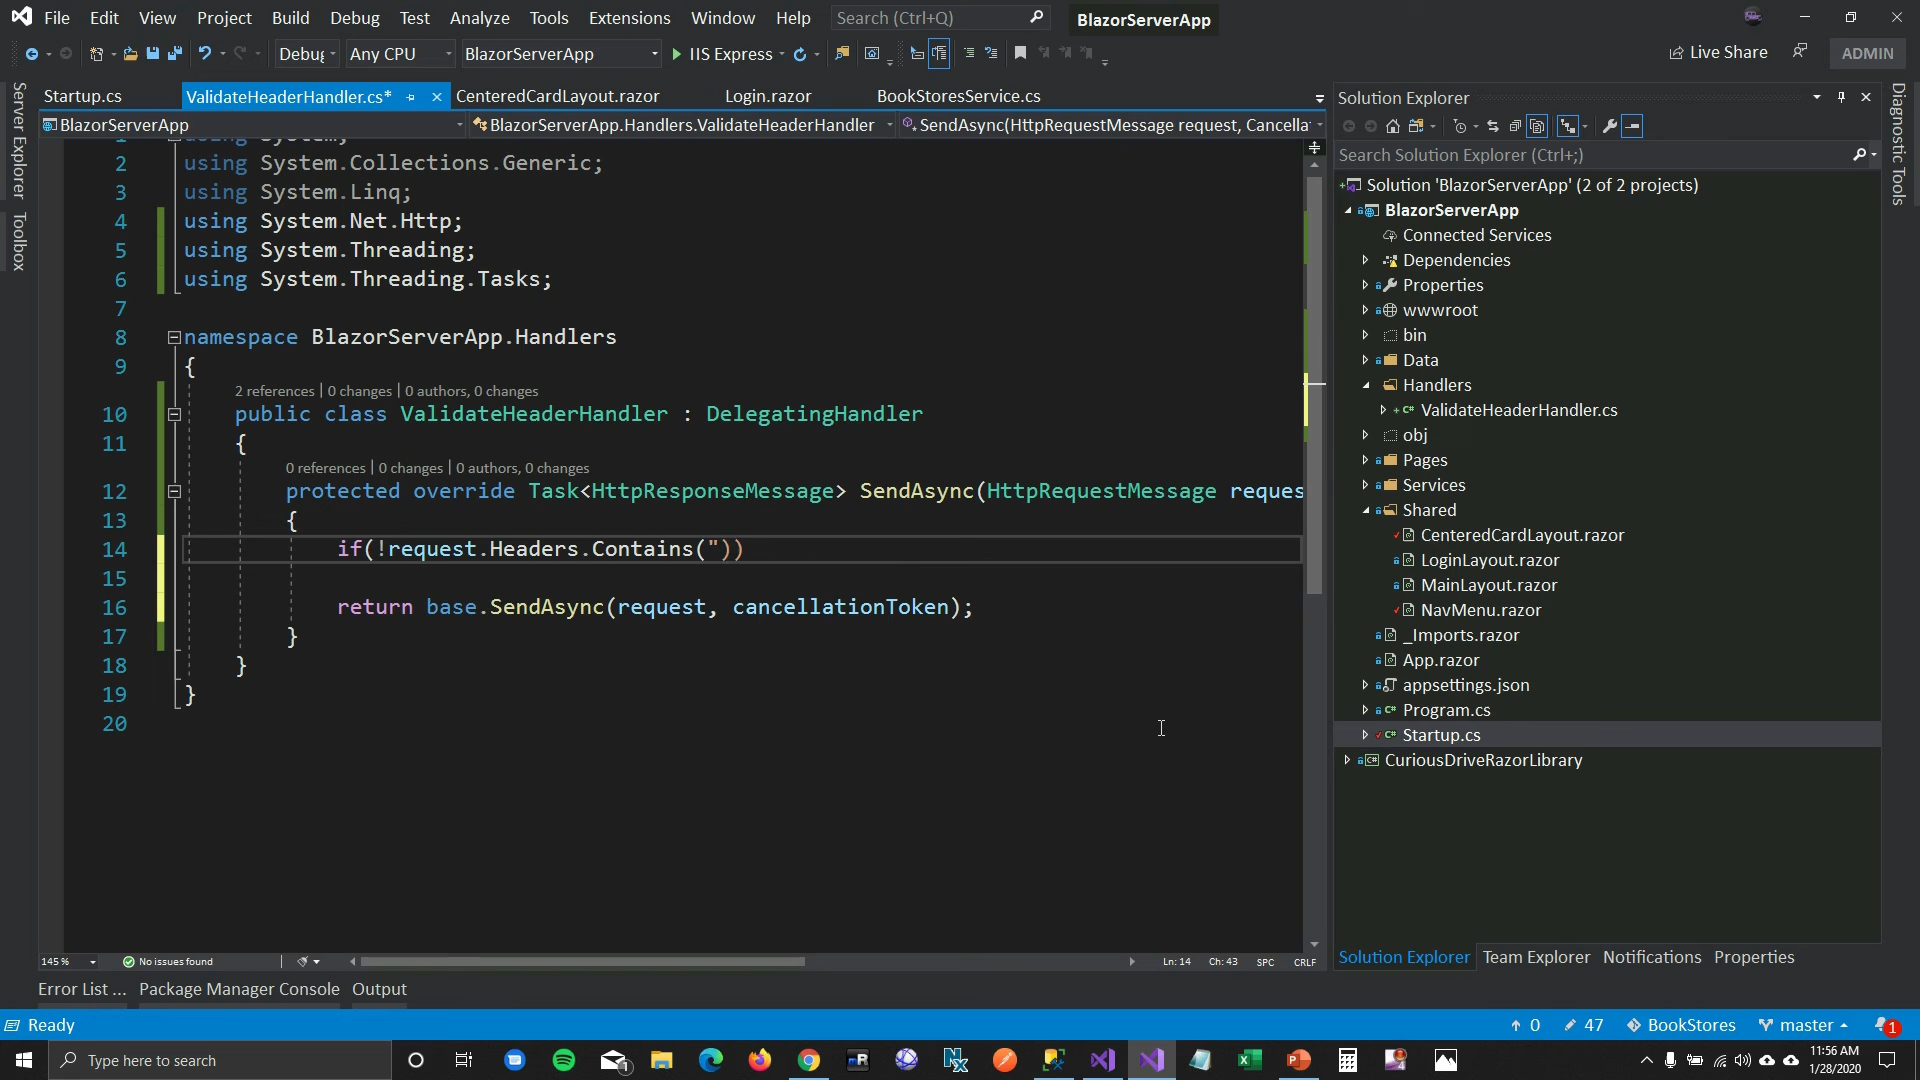 File Edit View Project Build Debug Test Analyze Tools Extensions Window Help Search (Ctrl+Q) BlazorServerApp
Debug Any CPU BlazorServerApp IIS Express Live Share ADMIN
Server Explorer
Toolbox
Startup.cs ValidateHeaderHandler.cs* CenteredCardLayout.razor Login.razor BookStoresService.cs
BlazorServerApp BlazorServerApp.Handlers.ValidateHeaderHandler SendAsync(HttpRequestMessage request, Cancella
1 using System;
2 using System.Collections.Generic;
3 using System.Linq;
4 using System.Net.Http;
5 using System.Threading;
6 using System.Threading.Tasks;
7
8 namespace BlazorServerApp.Handlers
9 {
2 references | 0 changes | 0 authors, 0 changes
10 public class ValidateHeaderHandler : DelegatingHandler
11 {
0 references | 0 changes | 0 authors, 0 changes
12 protected override Task<HttpResponseMessage> SendAsync(HttpRequestMessage reques
13 {
14 if(!request.Headers.Contains("))
15
16 return base.SendAsync(request, cancellationToken);
17 }
18 }
19 }
20
145 % No issues found Ln: 14 Ch: 43 SPC CRLF
Solution Explorer
Search Solution Explorer (Ctrl+;)
Solution 'BlazorServerApp' (2 of 2 projects)
BlazorServerApp
Connected Services
Dependencies
Properties
wwwroot
bin
Data
Handlers
ValidateHeaderHandler.cs
obj
Pages
Services
Shared
CenteredCardLayout.razor
LoginLayout.razor
MainLayout.razor
NavMenu.razor
_Imports.razor
App.razor
appsettings.json
Program.cs
Startup.cs
CuriousDriveRazorLibrary
Solution Explorer Team Explorer Notifications Properties
Diagnostic Tools
Error List ... Package Manager Console Output
Ready 0 47 BookStores master 1
Type here to search
11:56 AM
1/28/2020